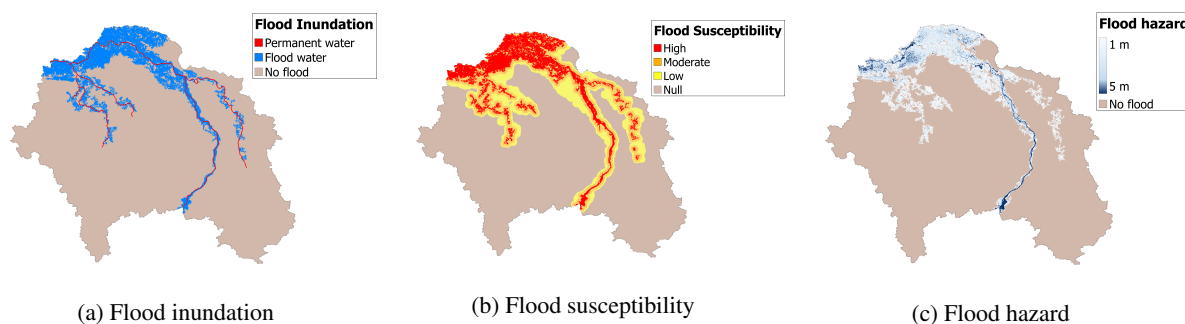 Flood Inundation
Permanent water
Flood water
No flood
Flood Susceptibility
High
Moderate
Low
Null
Flood hazard
1 m
5 m
No flood
(a) Flood inundation
(b) Flood susceptibility
(c) Flood hazard